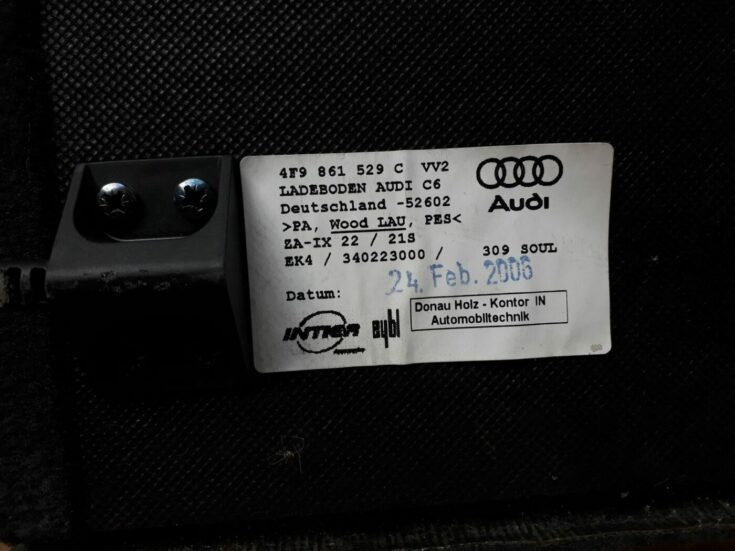 4F9 861 529 C VV2
LADEBODEN AUDI C6
Deutschland -52602
>PA, Wood LAU, PES<
ZA-IX 22 / 21S
EK4 / 340223000 / 309 SOUL
Audi
Datum: 24. Feb. 2006
INTIER
eybl
Donau Holz - Kontor IN
Automobiltechnik